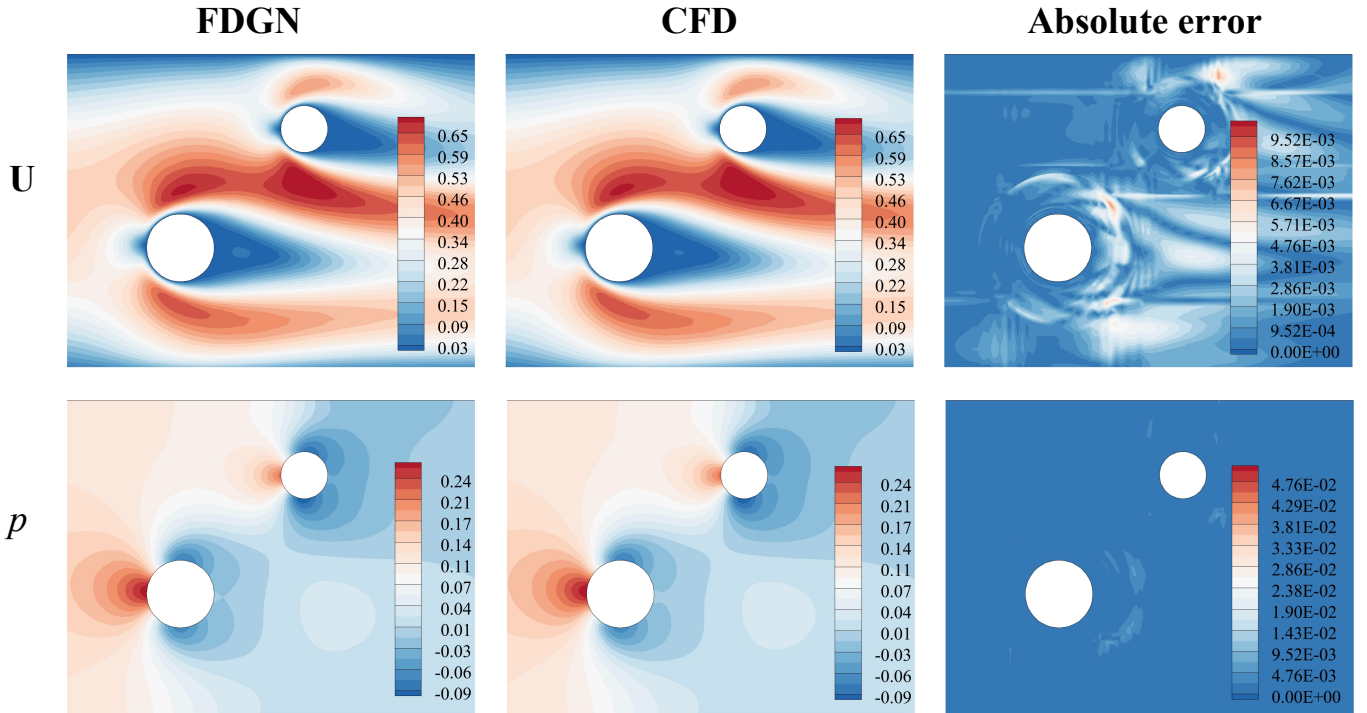 FDGN CFD Absolute error
U
0.65
0.59
0.53
0.46
0.40
0.34
0.28
0.22
0.15
0.09
0.03
0.65
0.59
0.53
0.46
0.40
0.34
0.28
0.22
0.15
0.09
0.03
9.52E-03
8.57E-03
7.62E-03
6.67E-03
5.71E-03
4.76E-03
3.81E-03
2.86E-03
1.90E-03
9.52E-04
0.00E+00
p
0.24
0.21
0.17
0.14
0.11
0.07
0.04
0.01
-0.03
-0.06
-0.09
0.24
0.21
0.17
0.14
0.11
0.07
0.04
0.01
-0.03
-0.06
-0.09
4.76E-02
4.29E-02
3.81E-02
3.33E-02
2.86E-02
2.38E-02
1.90E-02
1.43E-02
9.52E-03
4.76E-03
0.00E+00